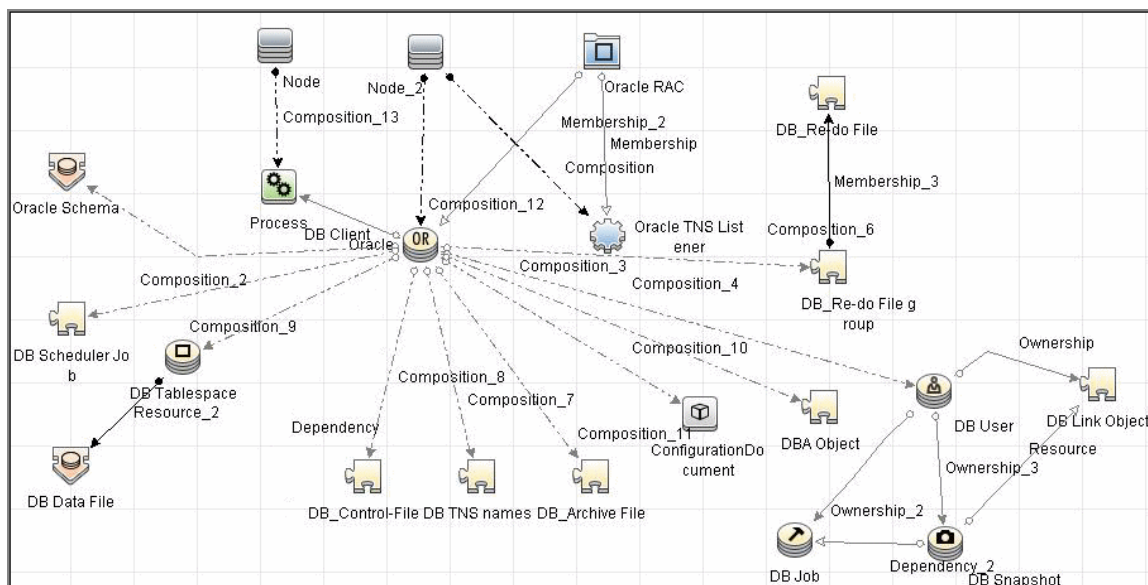 Node
Node_2
Oracle RAC
Composition_13
Membership_2
DB_Re-do File
Membership
Composition
Membership_3
Oracle Schema
Process
DB Client
Composition_12
Oracle
OR
Oracle TNS List
ener
Composition_6
Composition_2
Composition_3
Composition_4
DB_Re-do File g
roup
Composition_9
DB Scheduler Jo
b
Composition_10
Ownership
DB Tablespace
Resource_2
Composition_8
Composition_7
Dependency
Composition_11
ConfigurationDo
cument
DBA Object
DB User
DB Link Object
Resource
Ownership_3
DB Data File
DB_Control-File
DB TNS names
DB_Archive File
Ownership_2
Dependency_2
DB Job
DB Snapshot